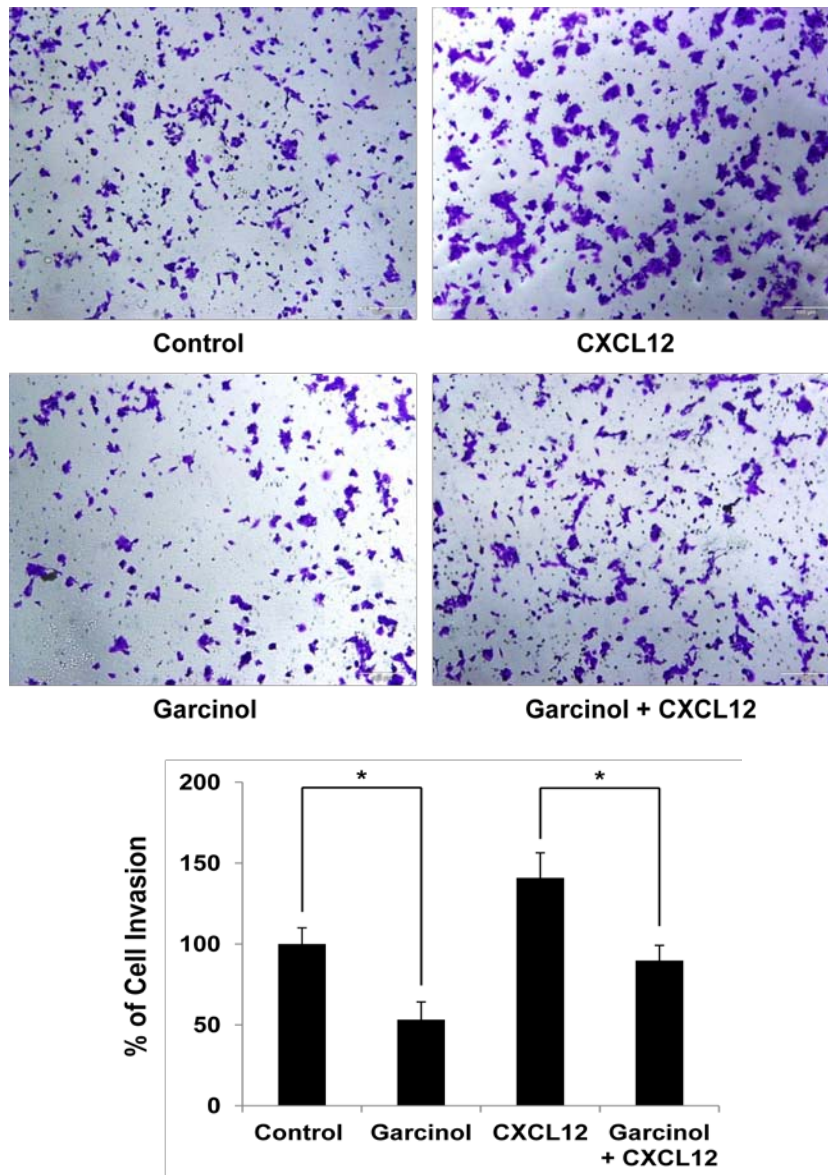 Control
CXCL12
Garcinol
Garcinol + CXCL12
% of Cell Invasion
200
150
100
50
0
*
*
Control
Garcinol
CXCL12
Garcinol
+ CXCL12